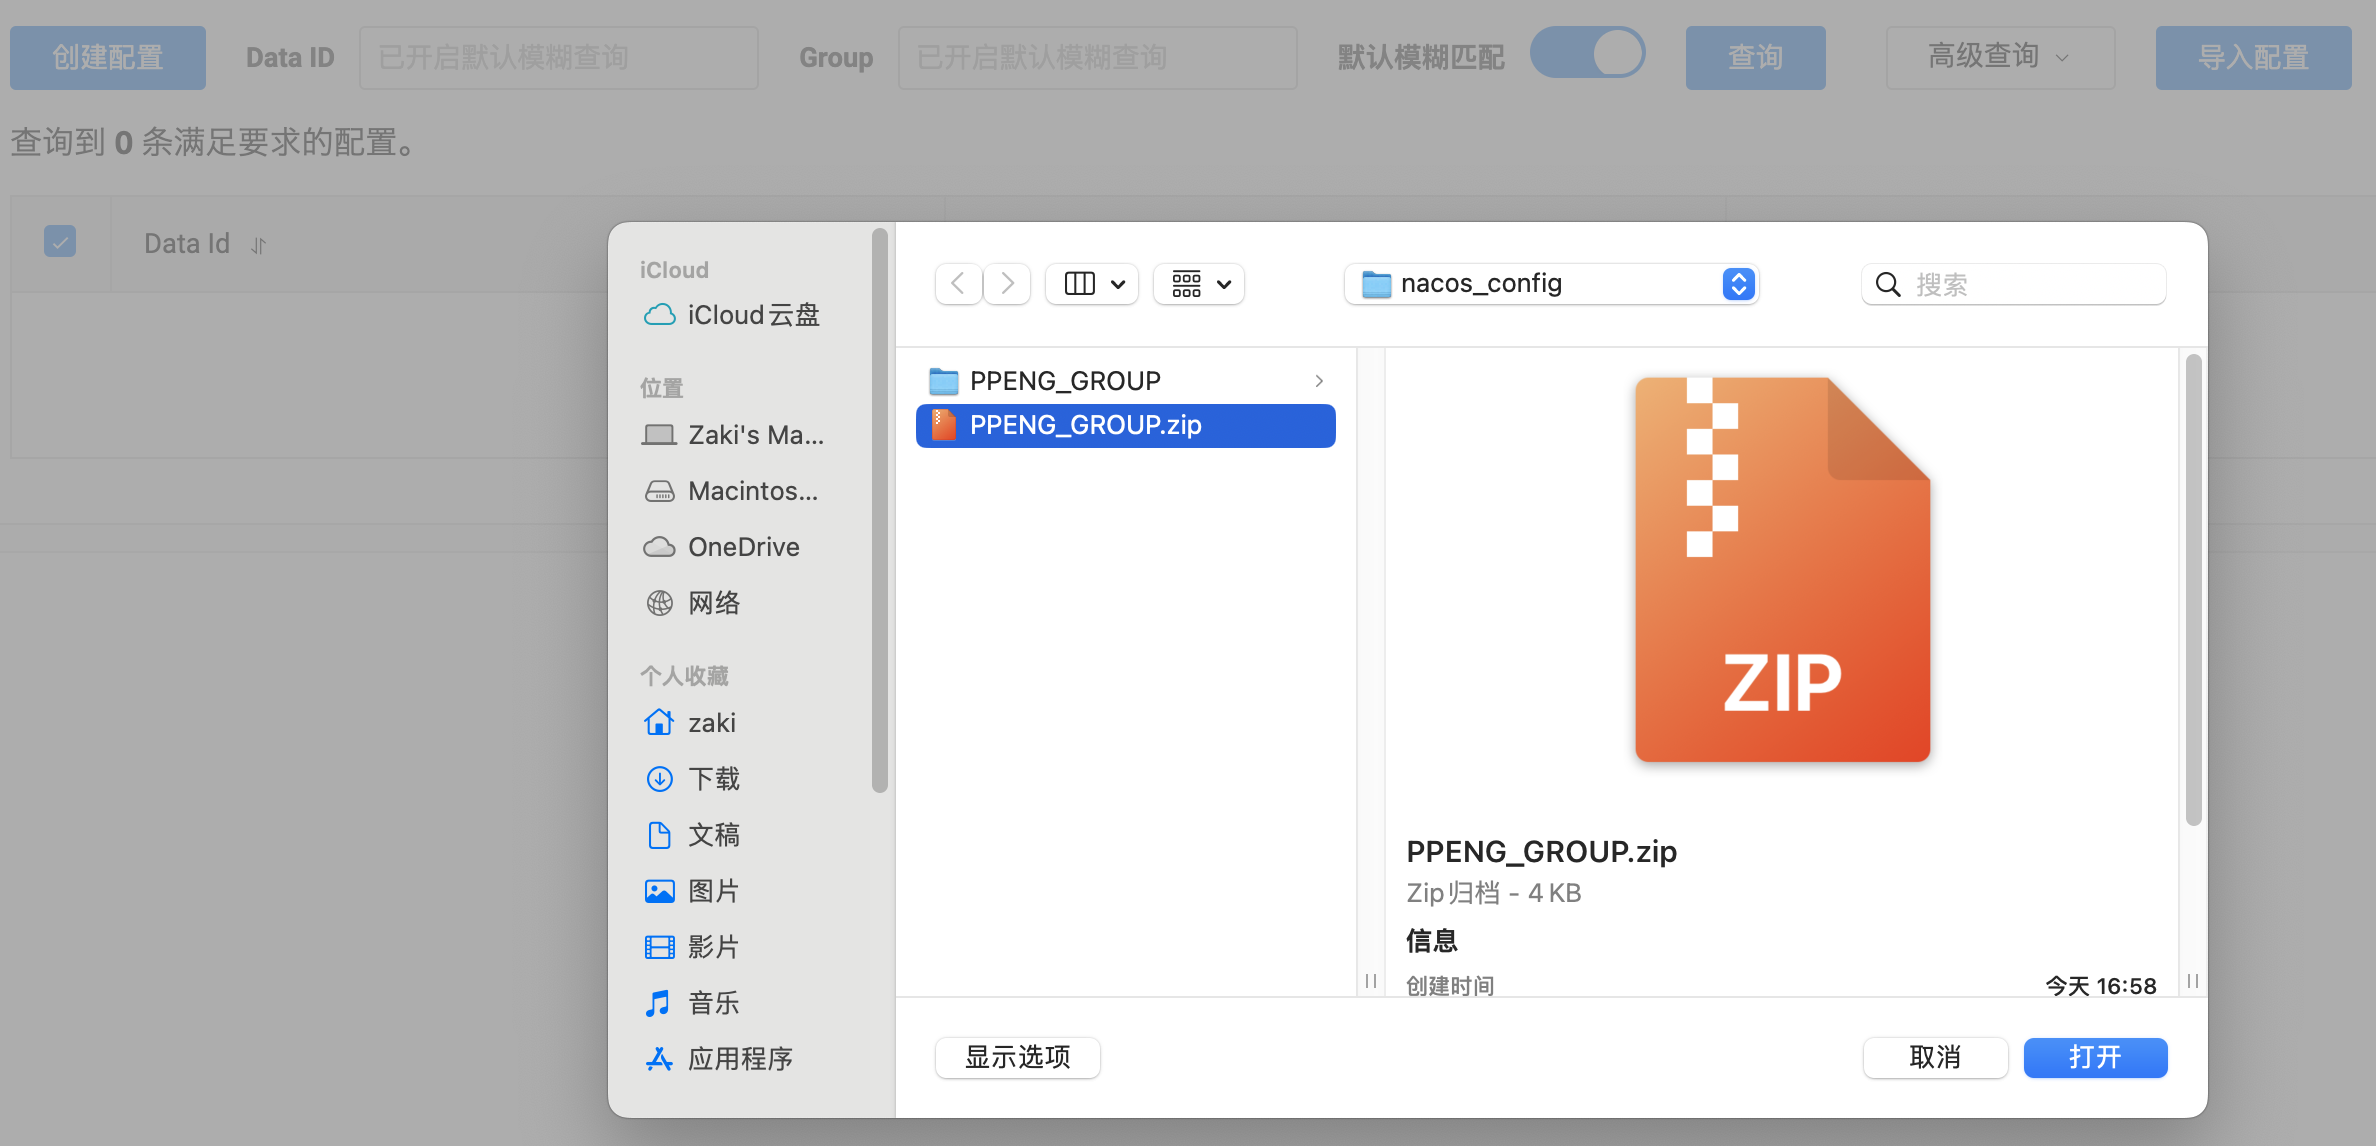 创建配置 Data ID 已开启默认模糊查询 Group 已开启默认模糊查询 默认模糊匹配 查询 高级查询 导入配置
查询到 0 条满足要求的配置。
Data Id
iCloud
iCloud云盘
位置
Zaki's Ma...
Macintos...
OneDrive
网络
个人收藏
zaki
下载
文稿
图片
影片
音乐
应用程序
nacos_config
搜索
PPENG_GROUP
PPENG_GROUP.zip
ZIP
PPENG_GROUP.zip
Zip归档 - 4 KB
信息
创建时间 今天 16:58
显示选项 取消 打开